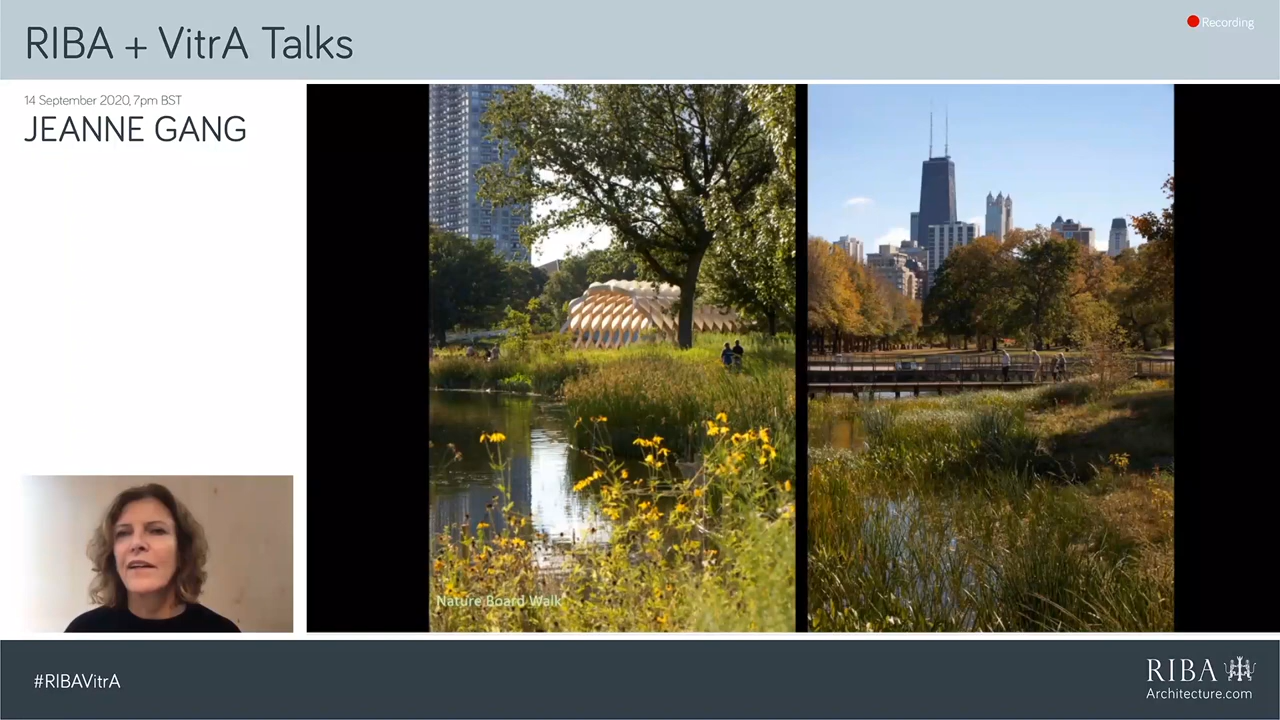 RIBA + VitrA Talks
Recording
14 September 2020, 7pm BST
JEANNE GANG
Nature Board Walk
#RIBAVitrA
RIBA
Architecture.com